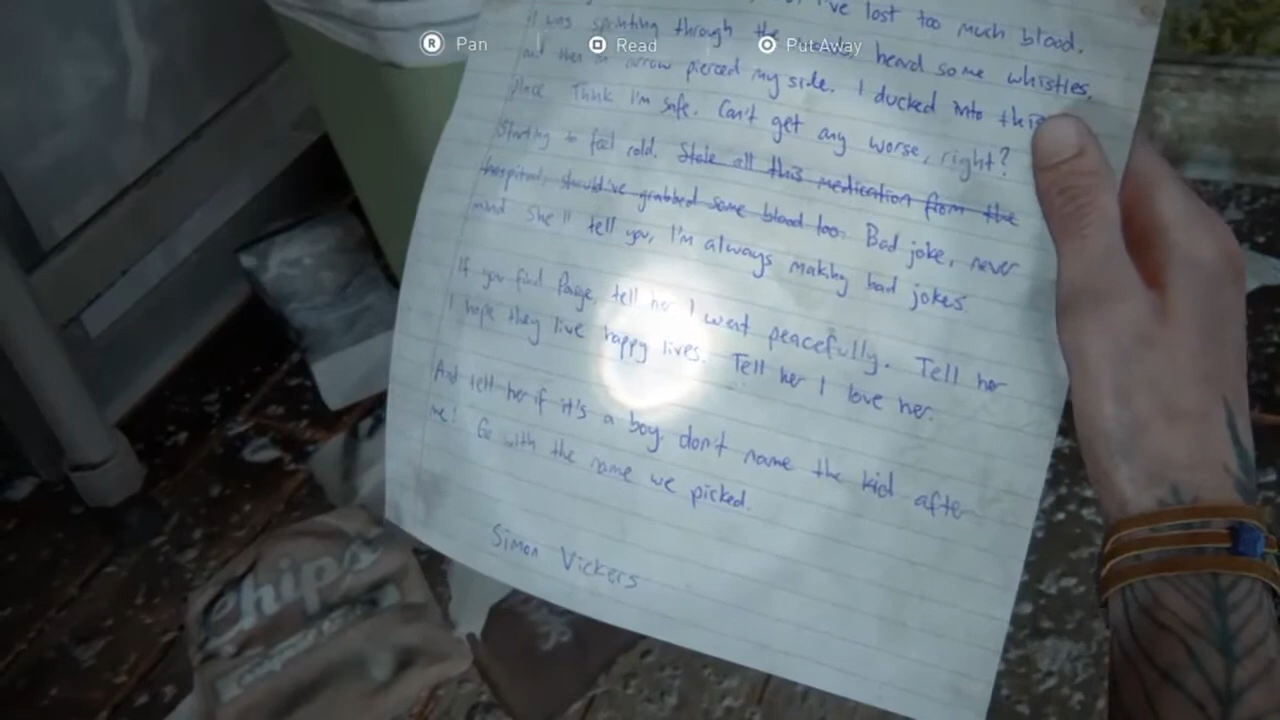 Pan
Read
Put Away
I've lost too much blood.
I was sprinting through the woods, heard some whistles,
and then an arrow pierced my side. I ducked into this
place. Think I'm safe. Can't get any worse, right?
Starting to feel cold. Stole all this medication from the
hospital, should've grabbed some blood too. Bad joke, never
mind. She'll tell you, I'm always making bad jokes.
If you find Paige, tell her I went peacefully. Tell her
I hope they live happy lives. Tell her I love her.
And tell her if it's a boy, don't name the kid after
me! Go with the name we picked.
Simon Vickers
Chips